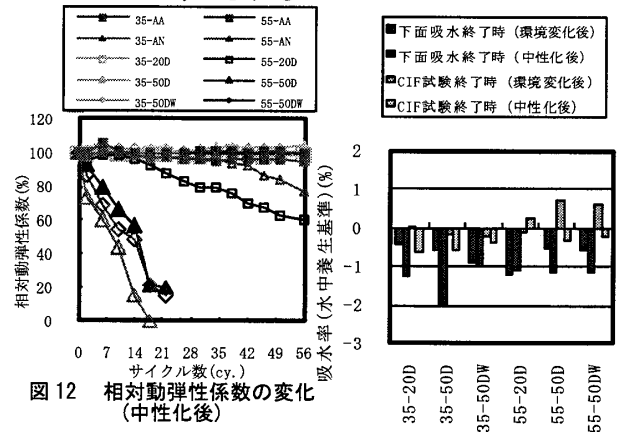 35-AA
55-AA
35-AN
55-AN
35-20D
55-20D
35-50D
55-50D
35-50DW
55-50DW
120
100
80
60
40
20
0
相対動弾性係数(%)
0 7 14 21 28 35 42 49 56
サイクル数(cy.)
図12 相対動弾性係数の変化
(中性化後)
下面吸水終了時 (環境変化後)
下面吸水終了時 (中性化後)
CIF試験終了時 (環境変化後)
CIF試験終了時 (中性化後)
2
1
0
-1
-2
-3
吸水率(水中養生基準)(%)
35-20D
35-50D
35-50DW
55-20D
55-50D
55-50DW